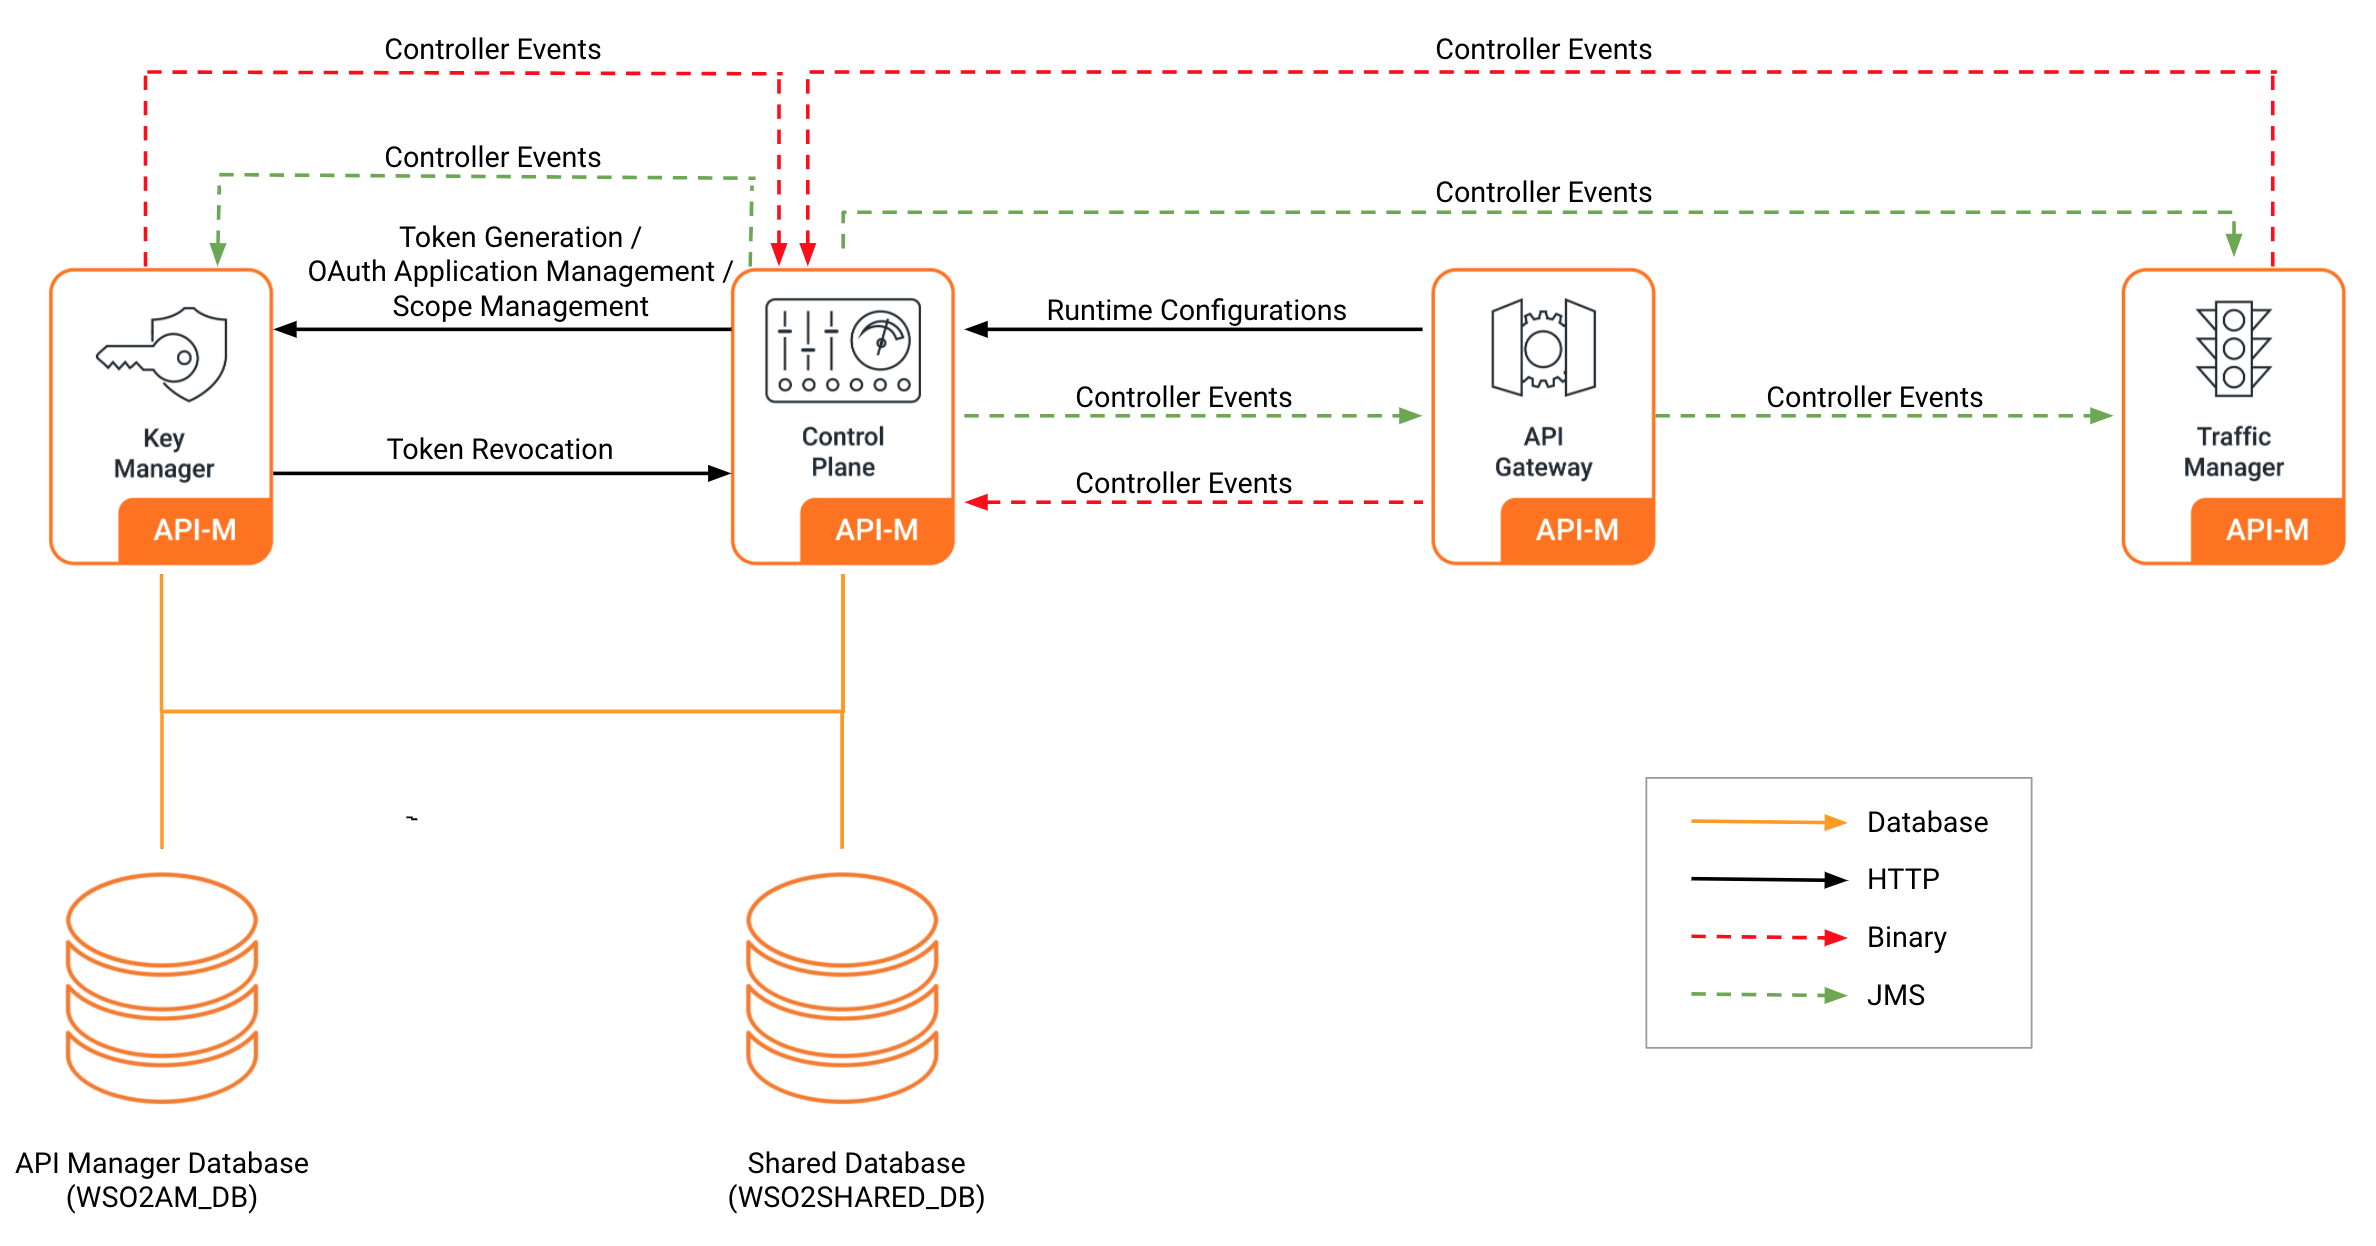 Controller Events
Controller Events
Controller Events
Controller Events
Token Generation /
OAuth Application Management /
Scope Management
Runtime Configurations
Controller Events
Controller Events
Token Revocation
Controller Events
Key
Manager
API-M
Control
Plane
API-M
API
Gateway
API-M
Traffic
Manager
API-M
Database
HTTP
Binary
JMS
API Manager Database
(WSO2AM_DB)
Shared Database
(WSO2SHARED_DB)